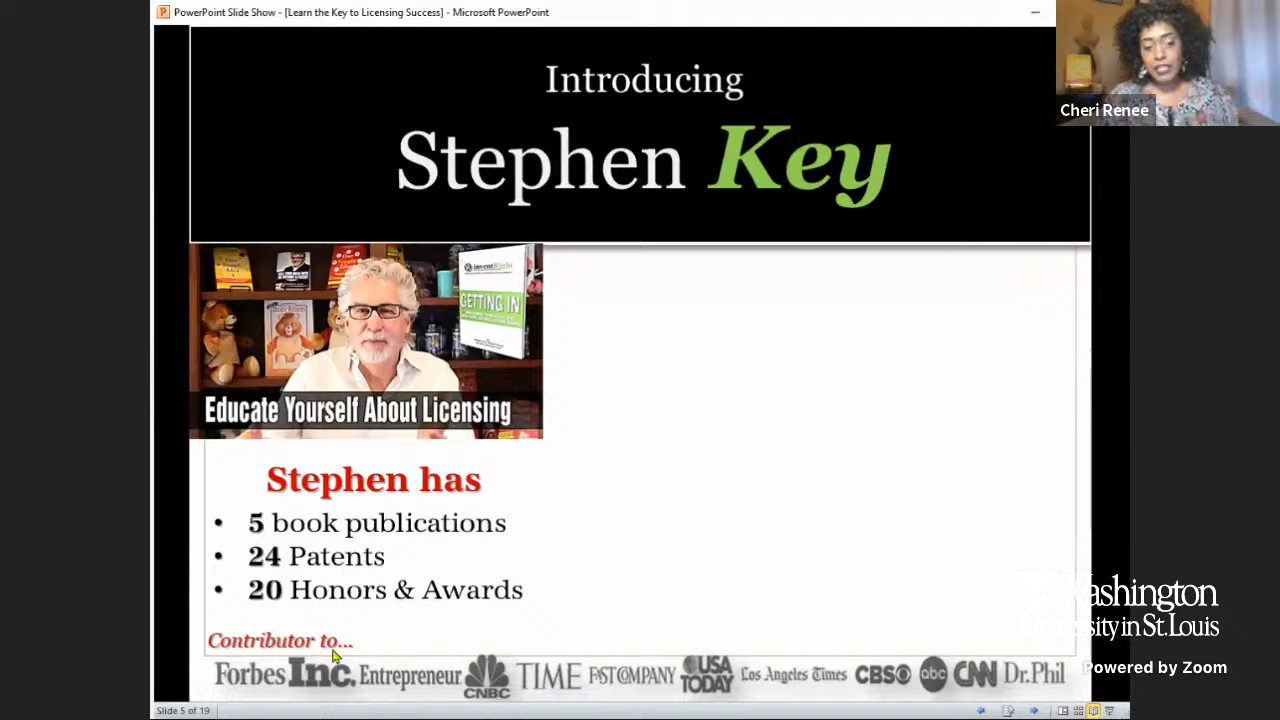 PowerPoint Slide Show - [Learn the Key to Licensing Success] - Microsoft PowerPoint
Cheri Renee
Introducing
Stephen Key
inventRight
GETTING IN
Educate Yourself About Licensing
Stephen has
• 5 book publications
• 24 Patents
• 20 Honors & Awards
Contributor to...
Forbes Inc. Entrepreneur CNBC TIME FAST COMPANY USA TODAY Los Angeles Times CBS abc CNN Dr.Phil
Washington
University in St. Louis
Powered by Zoom
Slide 5 of 19